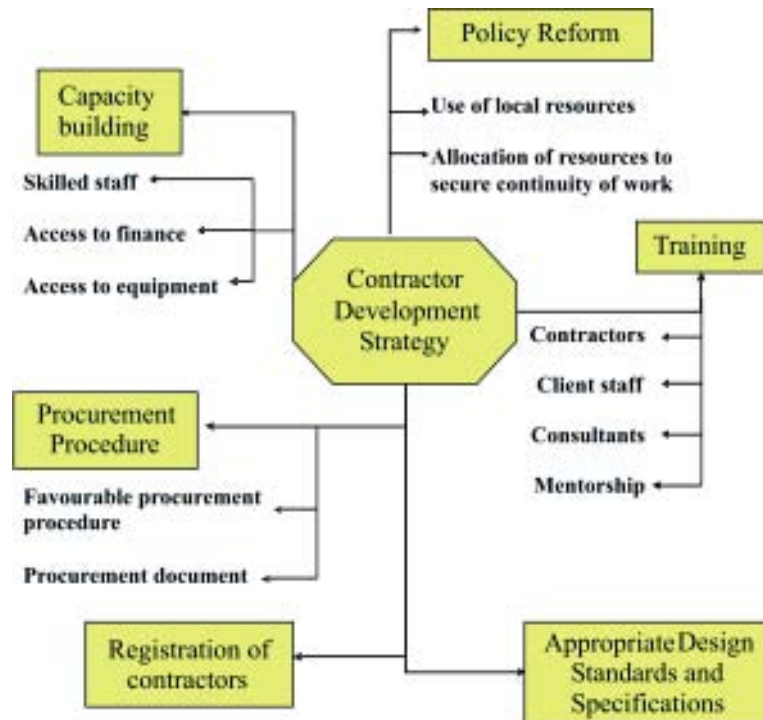 Policy Reform
Use of local resources
Allocation of resources to
secure continuity of work
Capacity
building
Skilled staff
Access to finance
Access to equipment
Contractor
Development
Strategy
Training
Contractors
Client staff
Consultants
Mentorship
Procurement
Procedure
Favourable procurement
procedure
Procurement document
Registration of
contractors
Appropriate Design
Standards and
Specifications